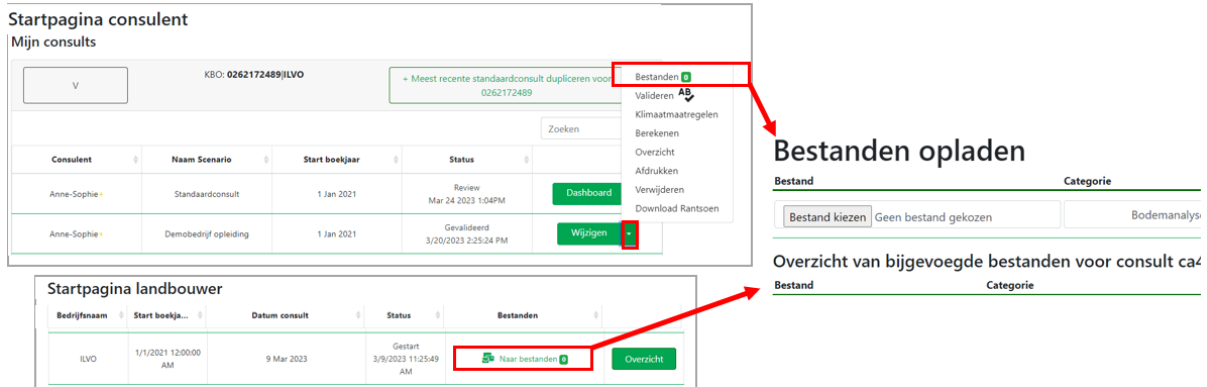 Startpagina consulent
Mijn consults
V
KBO: 0262172489|ILVO
+ Meest recente standaardconsult dupliceren voor
0262172489
Bestanden 0
Valideren AB
Klimaatmaatregelen
Berekenen
Overzicht
Afdrukken
Verwijderen
Download Rantsoen
Zoeken
Consulent Naam Scenario Start boekjaar Status
Anne-Sophie Standaardconsult 1 Jan 2021 Review
Mar 24 2023 1:04PM
Dashboard
Anne-Sophie Demobedrijf opleiding 1 Jan 2021 Gevalideerd
3/20/2023 2:25:24 PM
Wijzigen
Bestanden opladen
Bestand Categorie
Bestand kiezen Geen bestand gekozen Bodemanalyse
Overzicht van bijgevoegde bestanden voor consult ca4
Bestand Categorie
Startpagina landbouwer
Bedrijfsnaam Start boekja... Datum consult Status Bestanden
ILVO 1/1/2021 12:00:00
AM
9 Mar 2023
Gestart
3/9/2023 11:25:49
AM
Naar bestanden 0
Overzicht